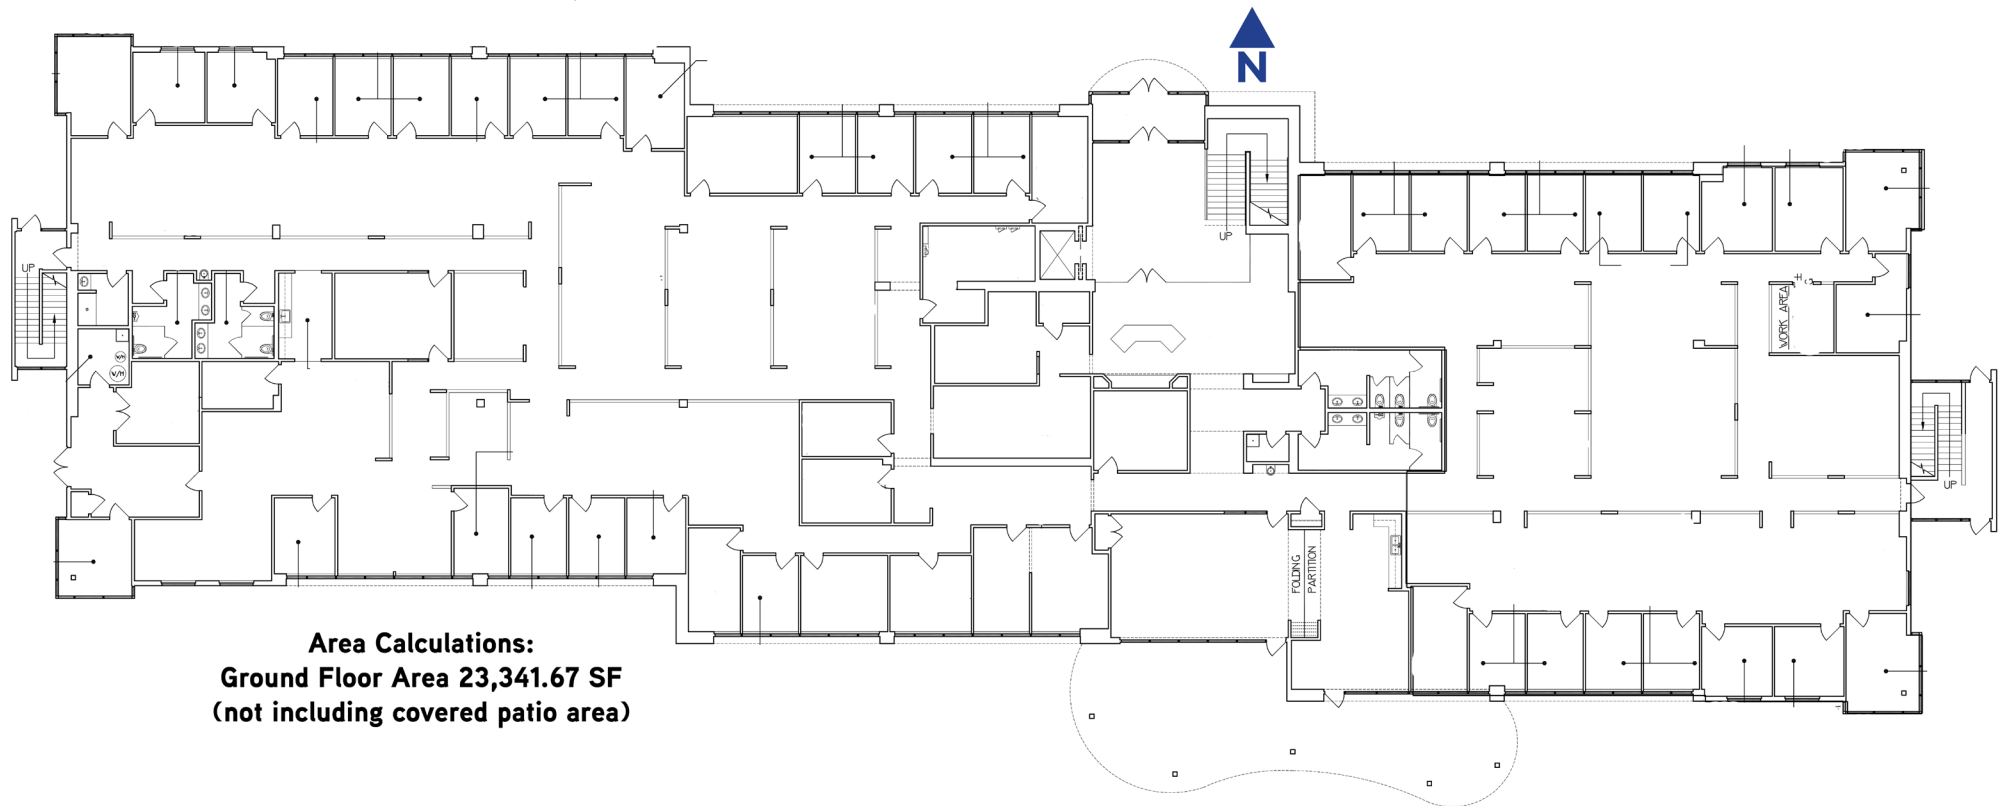 N
UP
UP
WORK AREA
W/H
W/H
UP
FOLDING
PARTITION
Area Calculations:
Ground Floor Area 23,341.67 SF
(not including covered patio area)